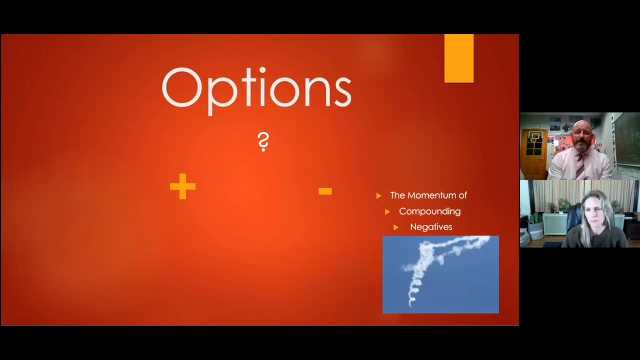 Options
?
+ -
The Momentum of
Compounding
Negatives